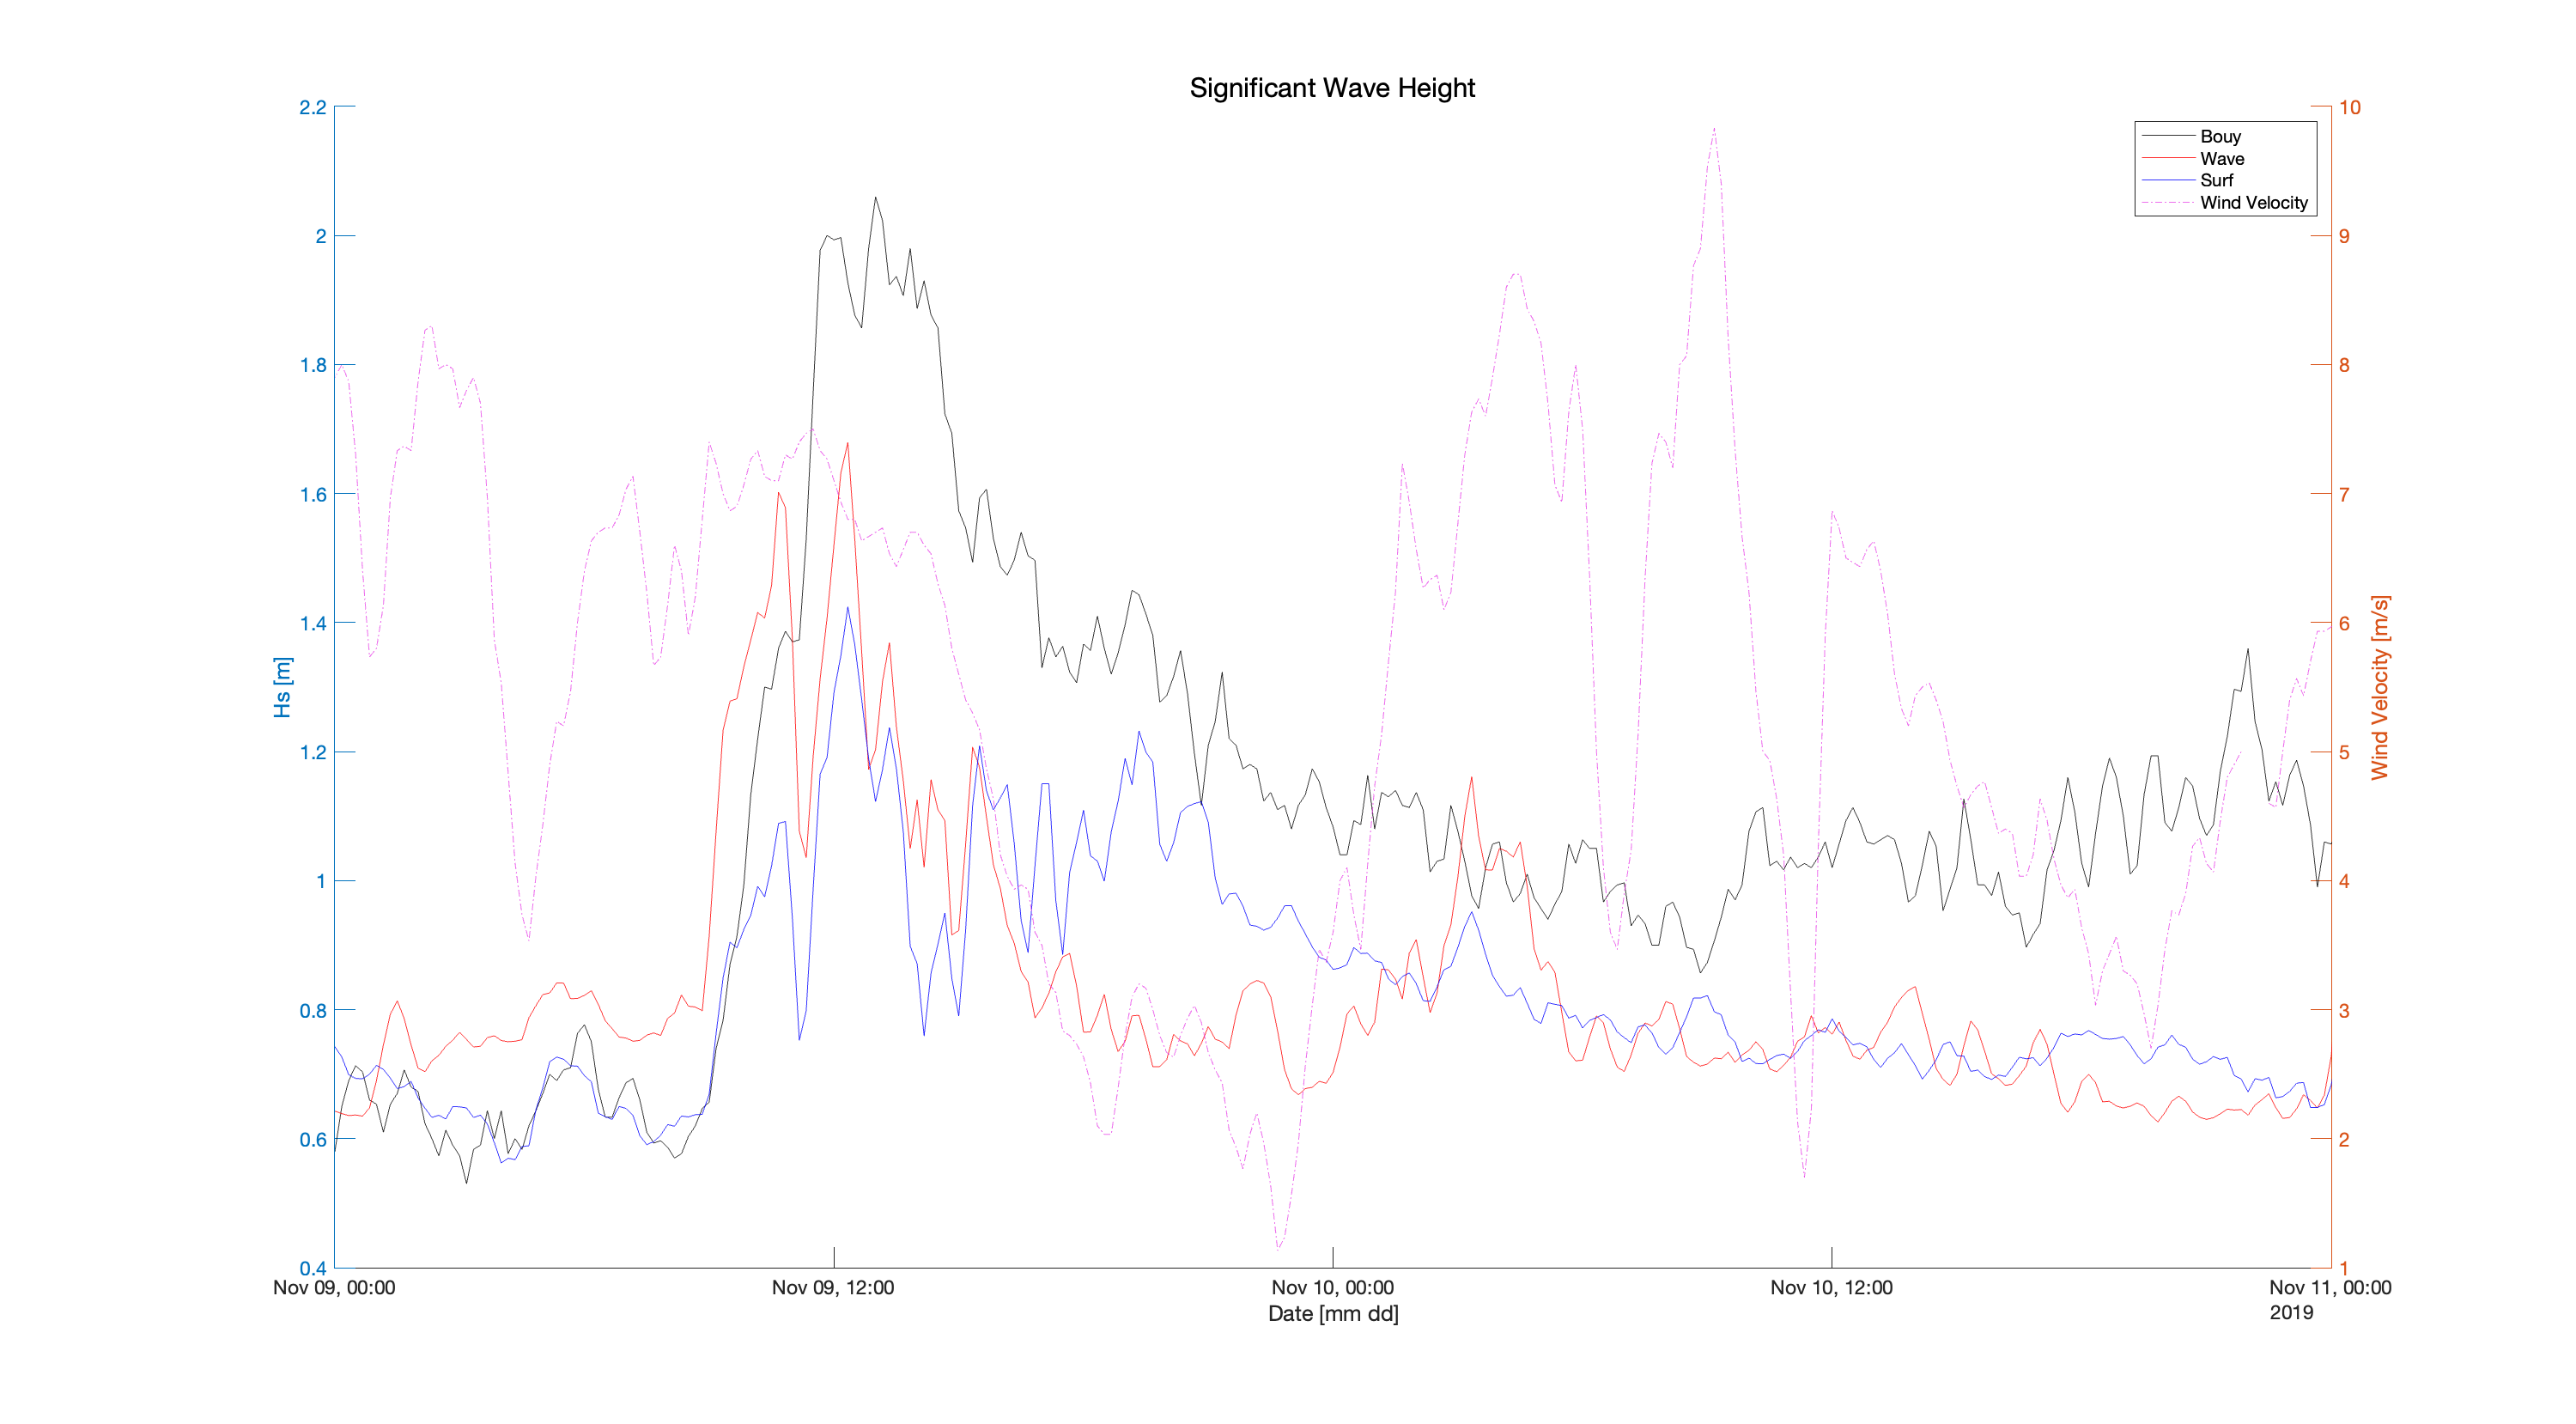 Significant Wave Height
2.2
2
1.8
1.6
1.4
1.2
1
0.8
0.6
0.4
Hs [m]
10
9
8
7
6
5
4
3
2
1
Wind Velocity [m/s]
Bouy
Wave
Surf
Wind Velocity
Nov 09, 00:00
Nov 09, 12:00
Nov 10, 00:00
Nov 10, 12:00
Nov 11, 00:00
Date [mm dd]
2019